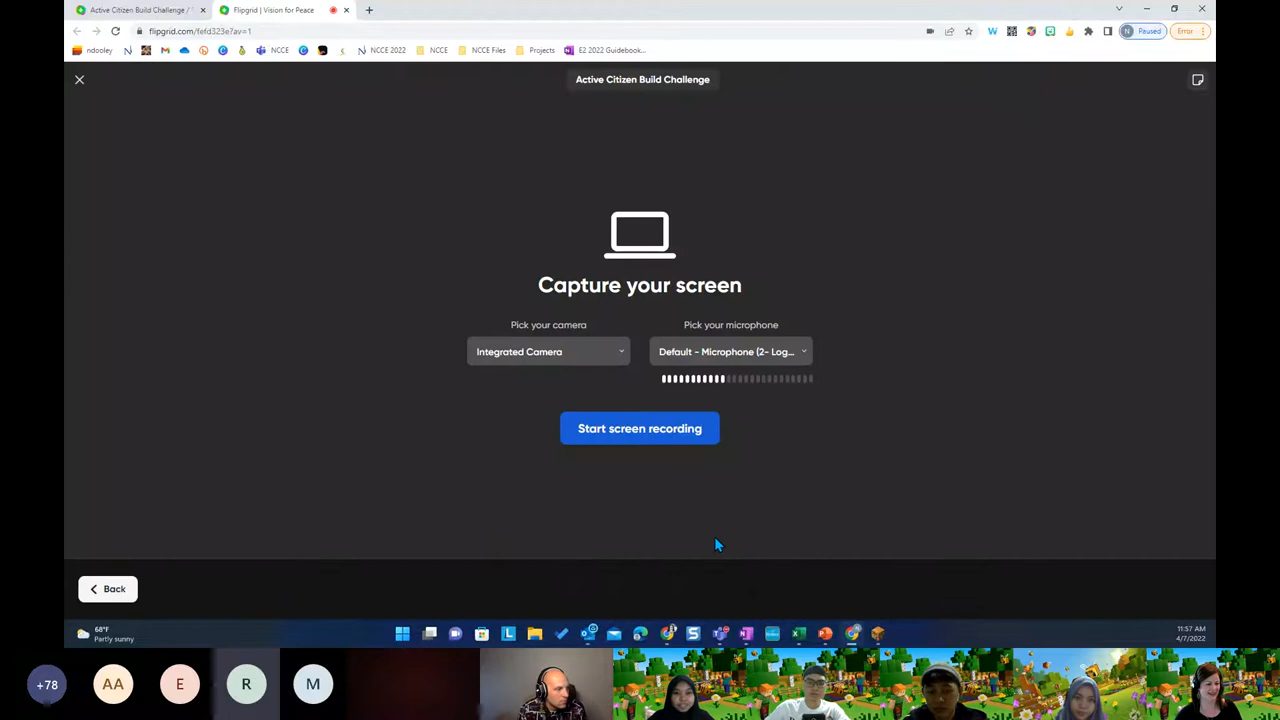 Active Citizen Build Challenge /
Flipgrid | Vision for Peace
flipgrid.com/fefd323e?av=1
Paused
Error
ndooley
NCCE
NCCE 2022
NCCE
NCCE Files
Projects
E2 2022 Guidebook...
Active Citizen Build Challenge
Capture your screen
Pick your camera
Pick your microphone
Integrated Camera
Default - Microphone (2- Log...
Start screen recording
Back
68°F
Partly sunny
11:57 AM
4/7/2022
+78
AA
E
R
M